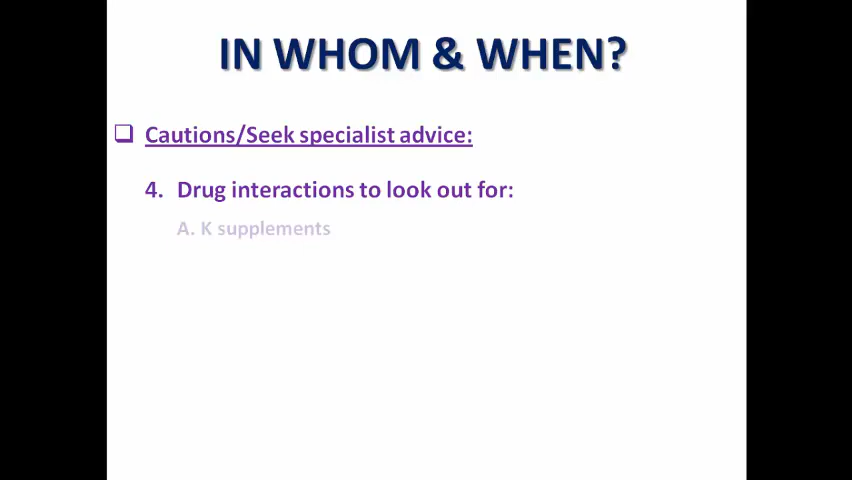 IN WHOM & WHEN?
Cautions/Seek specialist advice:
4. Drug interactions to look out for:
A. K supplements